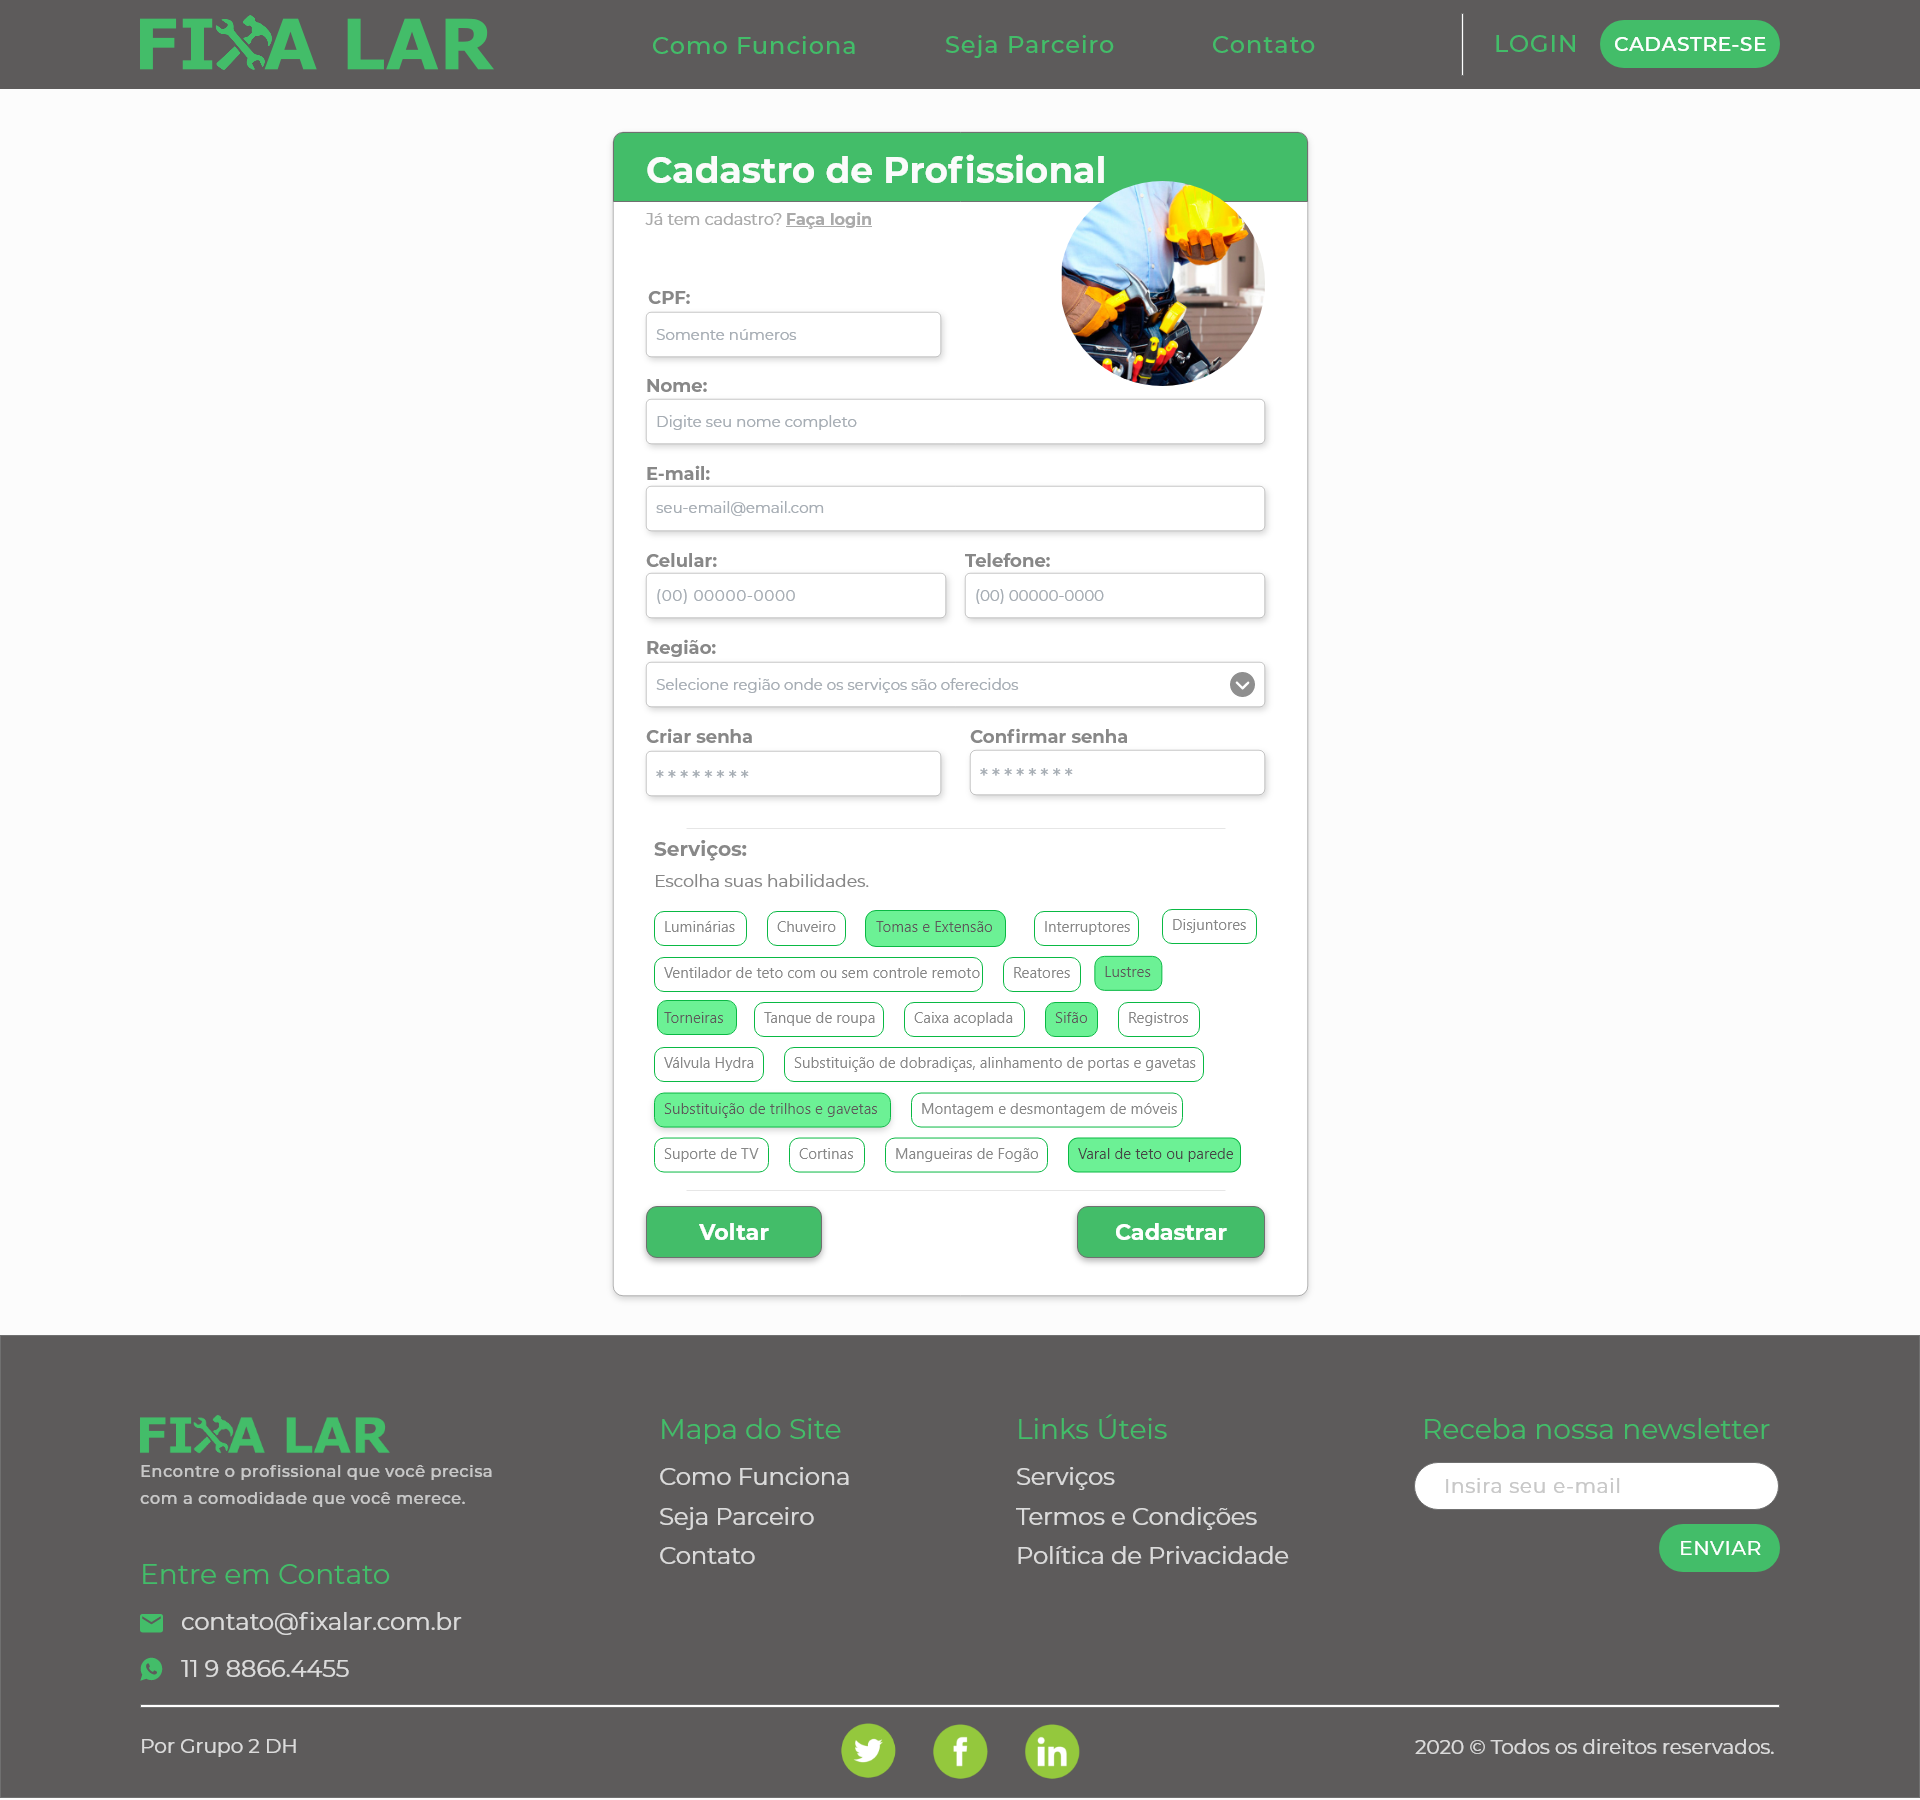 FIXA LAR
Como Funciona
Seja Parceiro
Contato
LOGIN
CADASTRE-SE
Cadastro de Profissional
Já tem cadastro? Faça login
CPF:
Somente números
Nome:
Digite seu nome completo
E-mail:
seu-email@email.com
Celular:
Telefone:
(00) 00000-0000
(00) 00000-0000
Região:
Selecione região onde os serviços são oferecidos
Criar senha
Confirmar senha
********
********
Serviços:
Escolha suas habilidades.
Luminárias
Chuveiro
Tomas e Extensão
Interruptores
Disjuntores
Ventilador de teto com ou sem controle remoto
Reatores
Lustres
Torneiras
Tanque de roupa
Caixa acoplada
Sifão
Registros
Válvula Hydra
Substituição de dobradiças, alinhamento de portas e gavetas
Substituição de trilhos e gavetas
Montagem e desmontagem de móveis
Suporte de TV
Cortinas
Mangueiras de Fogão
Varal de teto ou parede
Voltar
Cadastrar
FIXA LAR
Encontre o profissional que você precisa
com a comodidade que você merece.
Entre em Contato
contato@fixalar.com.br
11 9 8866.4455
Mapa do Site
Como Funciona
Seja Parceiro
Contato
Links Úteis
Serviços
Termos e Condições
Política de Privacidade
Receba nossa newsletter
Insira seu e-mail
ENVIAR
Por Grupo 2 DH
2020 © Todos os direitos reservados.